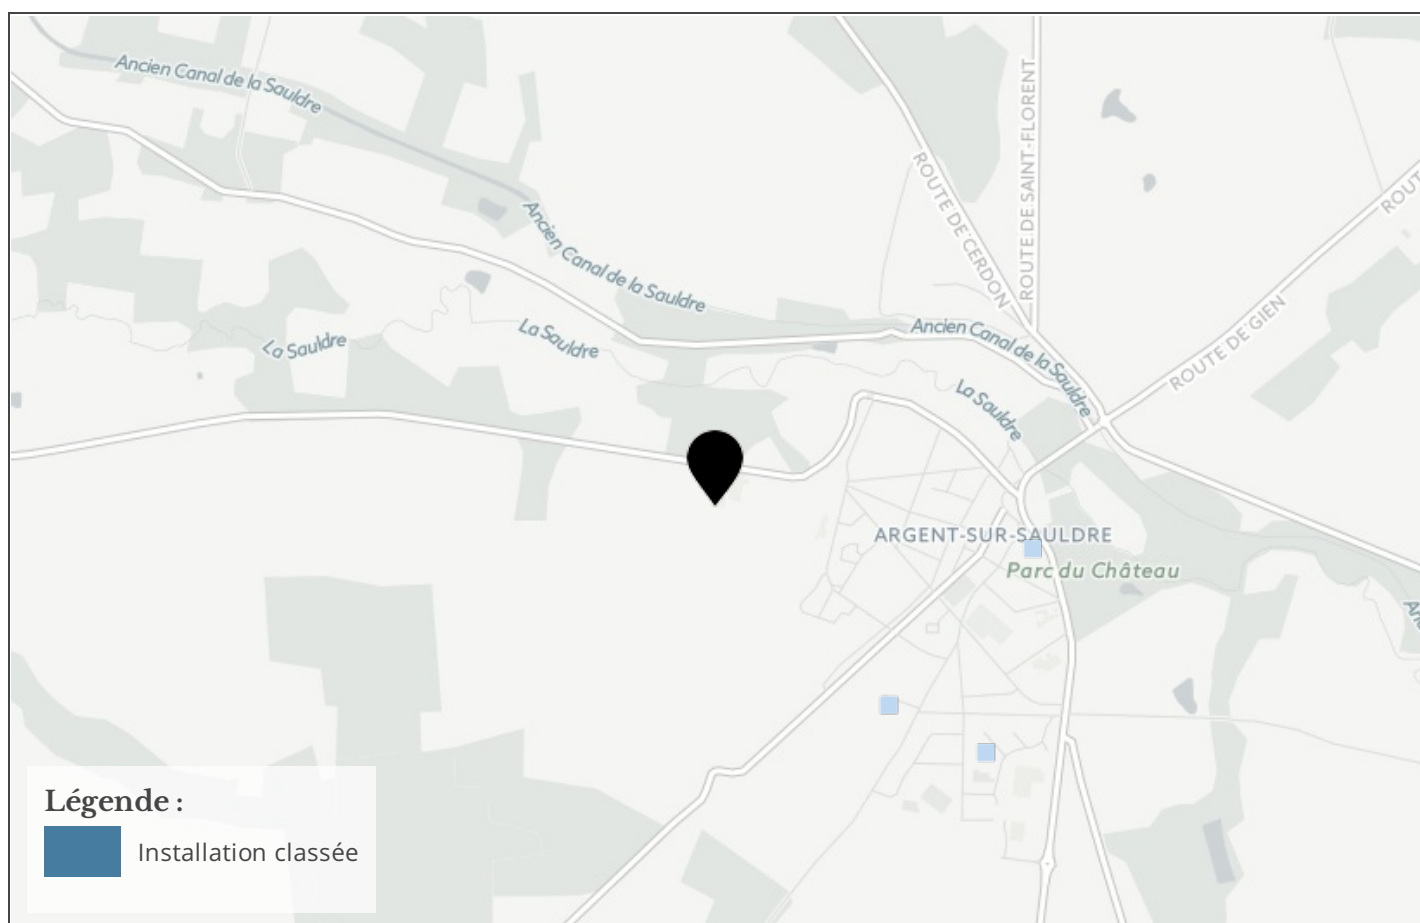 Ancien Canal de la Sauldre
ROUTE DE SAINT-FLORENT
ROUTE DE CERDON
ROUT
Ancien Canal de la Sauldre
La Sauldre
La Sauldre
Ancien Canal de la Sauldre
ROUTE DE GIEN
La Sauldre
ARGENT-SUR-SAULDRE
Parc du Château
Légende :
Installation classée